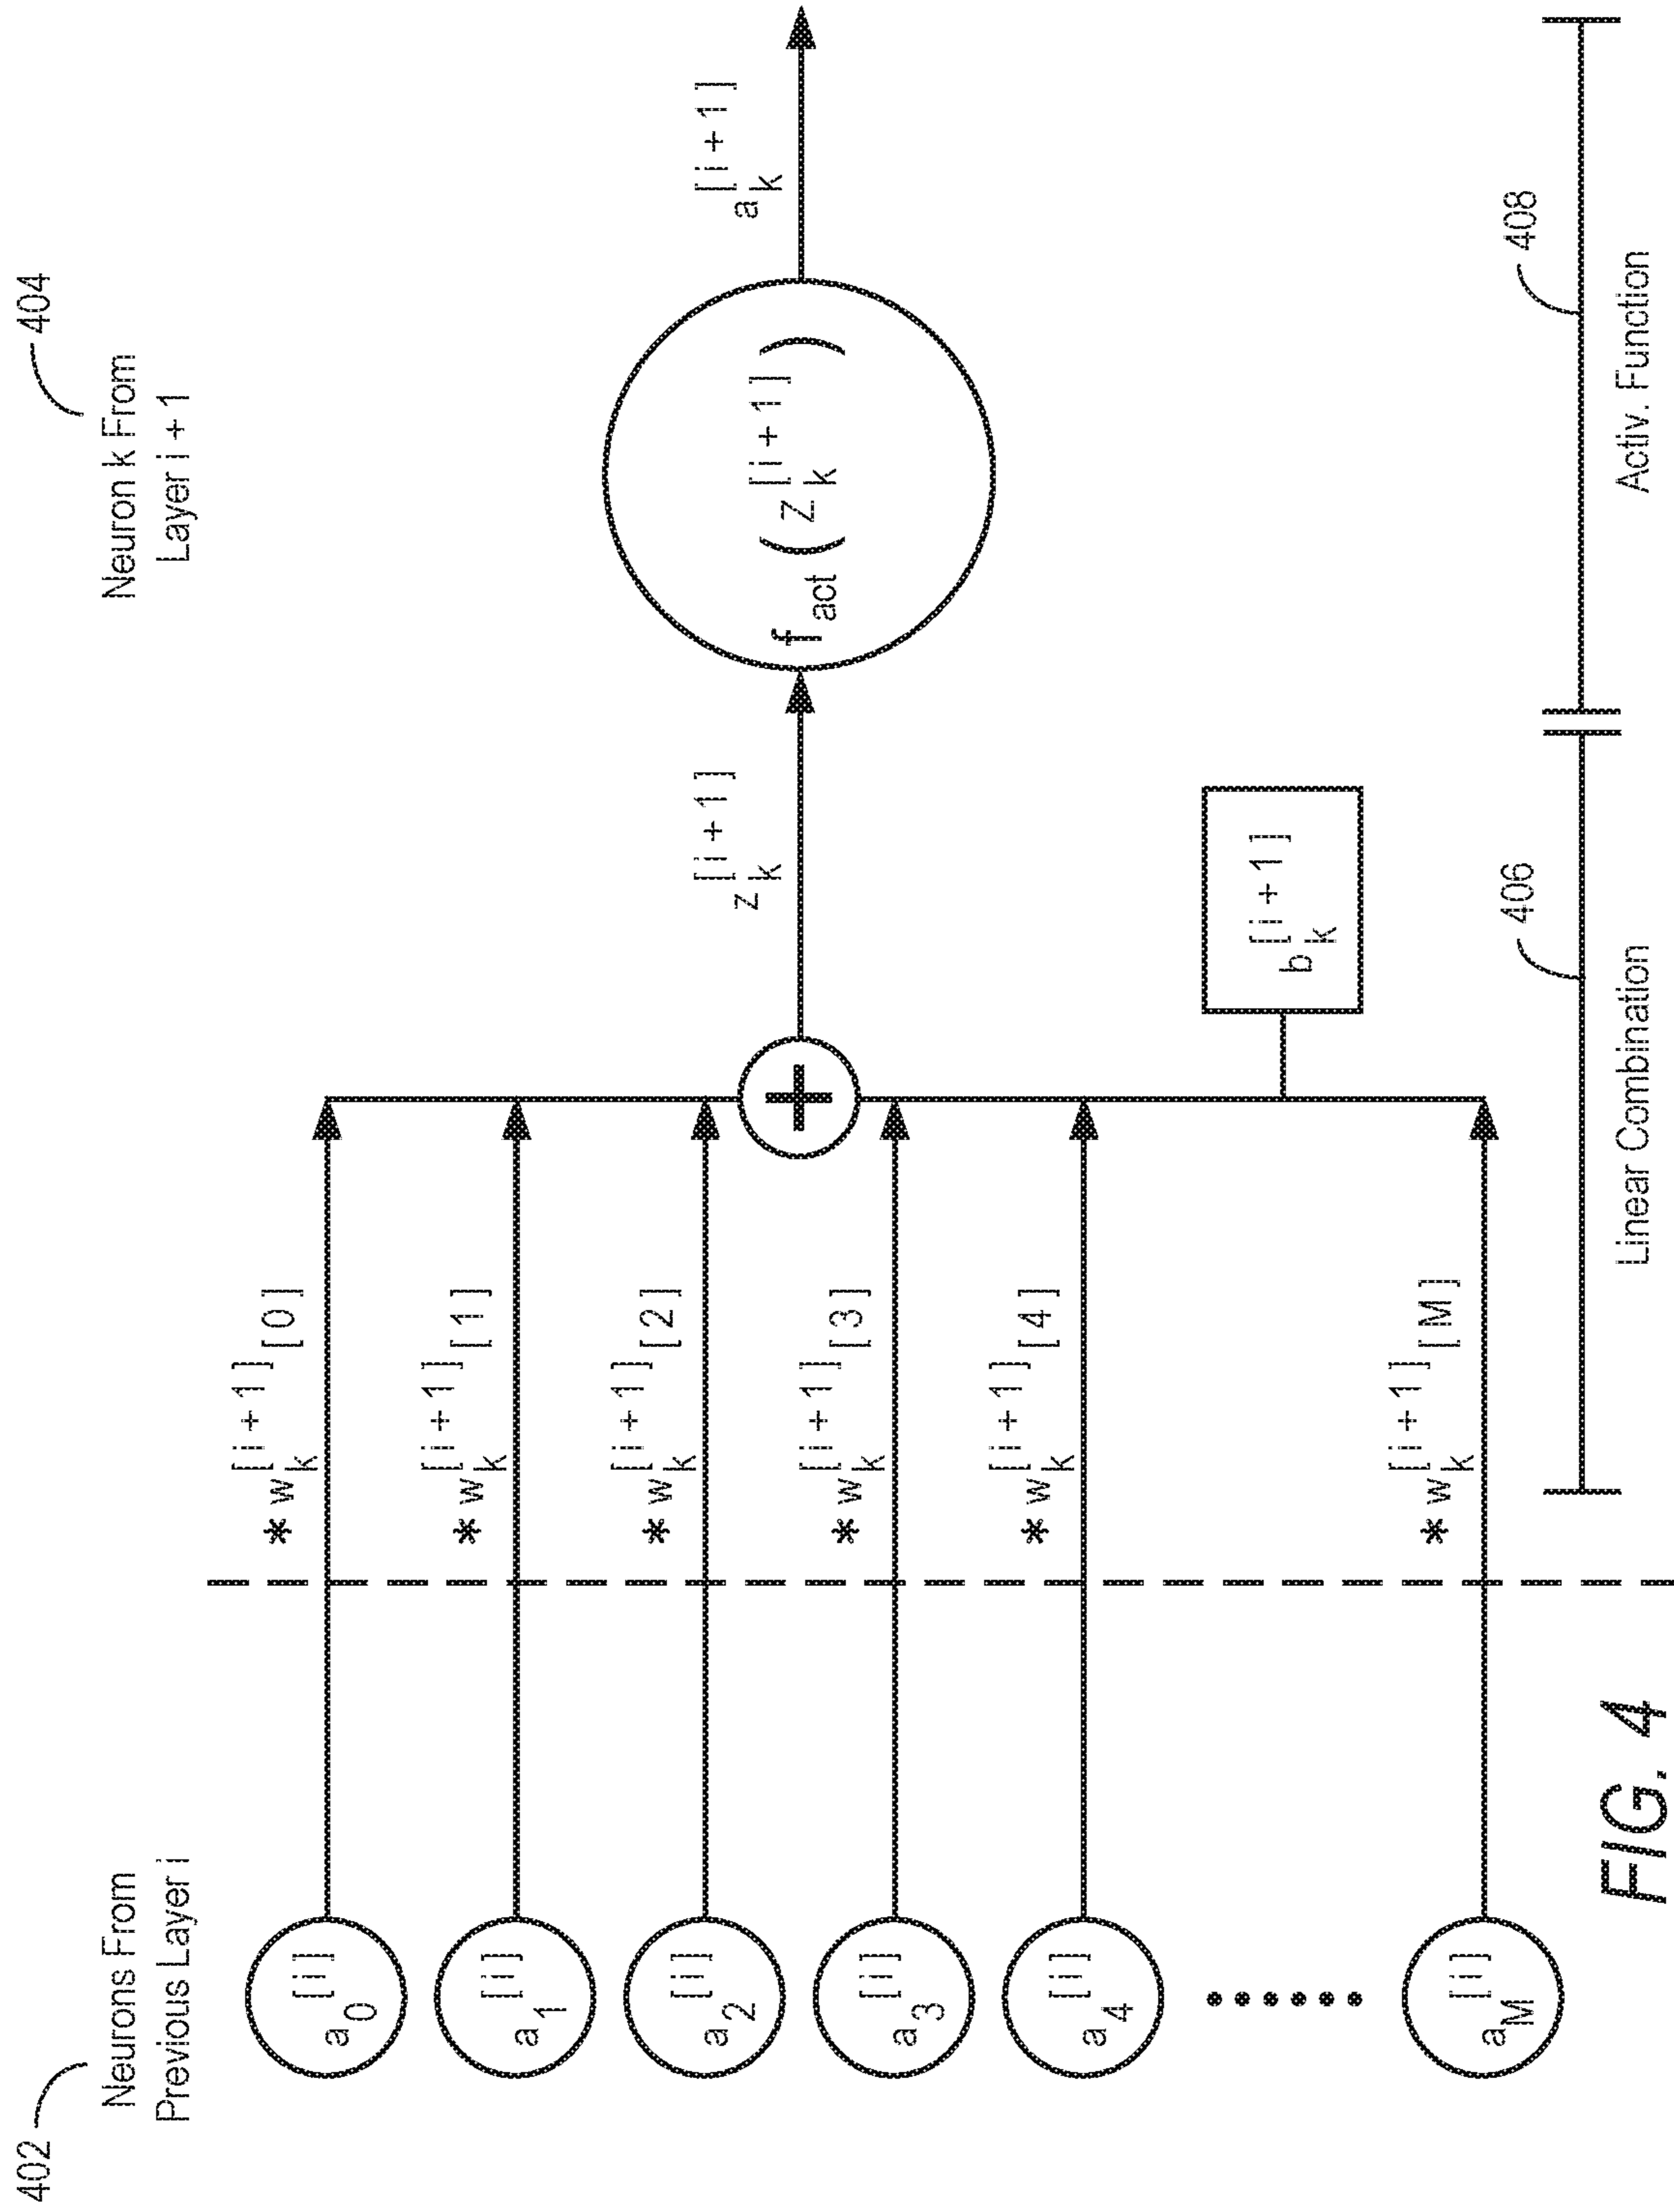 402
Neurons From
Previous Layer i
404
Neuron k From
Layer i + 1
a0[i]
* wk[i+1][0]
a1[i]
* wk[i+1][1]
a2[i]
* wk[i+1][2]
+
zk[i+1]
fact(zk[i+1])
ak[i+1]
a3[i]
* wk[i+1][3]
a4[i]
* wk[i+1][4]
bk[i+1]
aM[i]
* wk[i+1][M]
406
408
Linear Combination
Activ. Function
FIG. 4